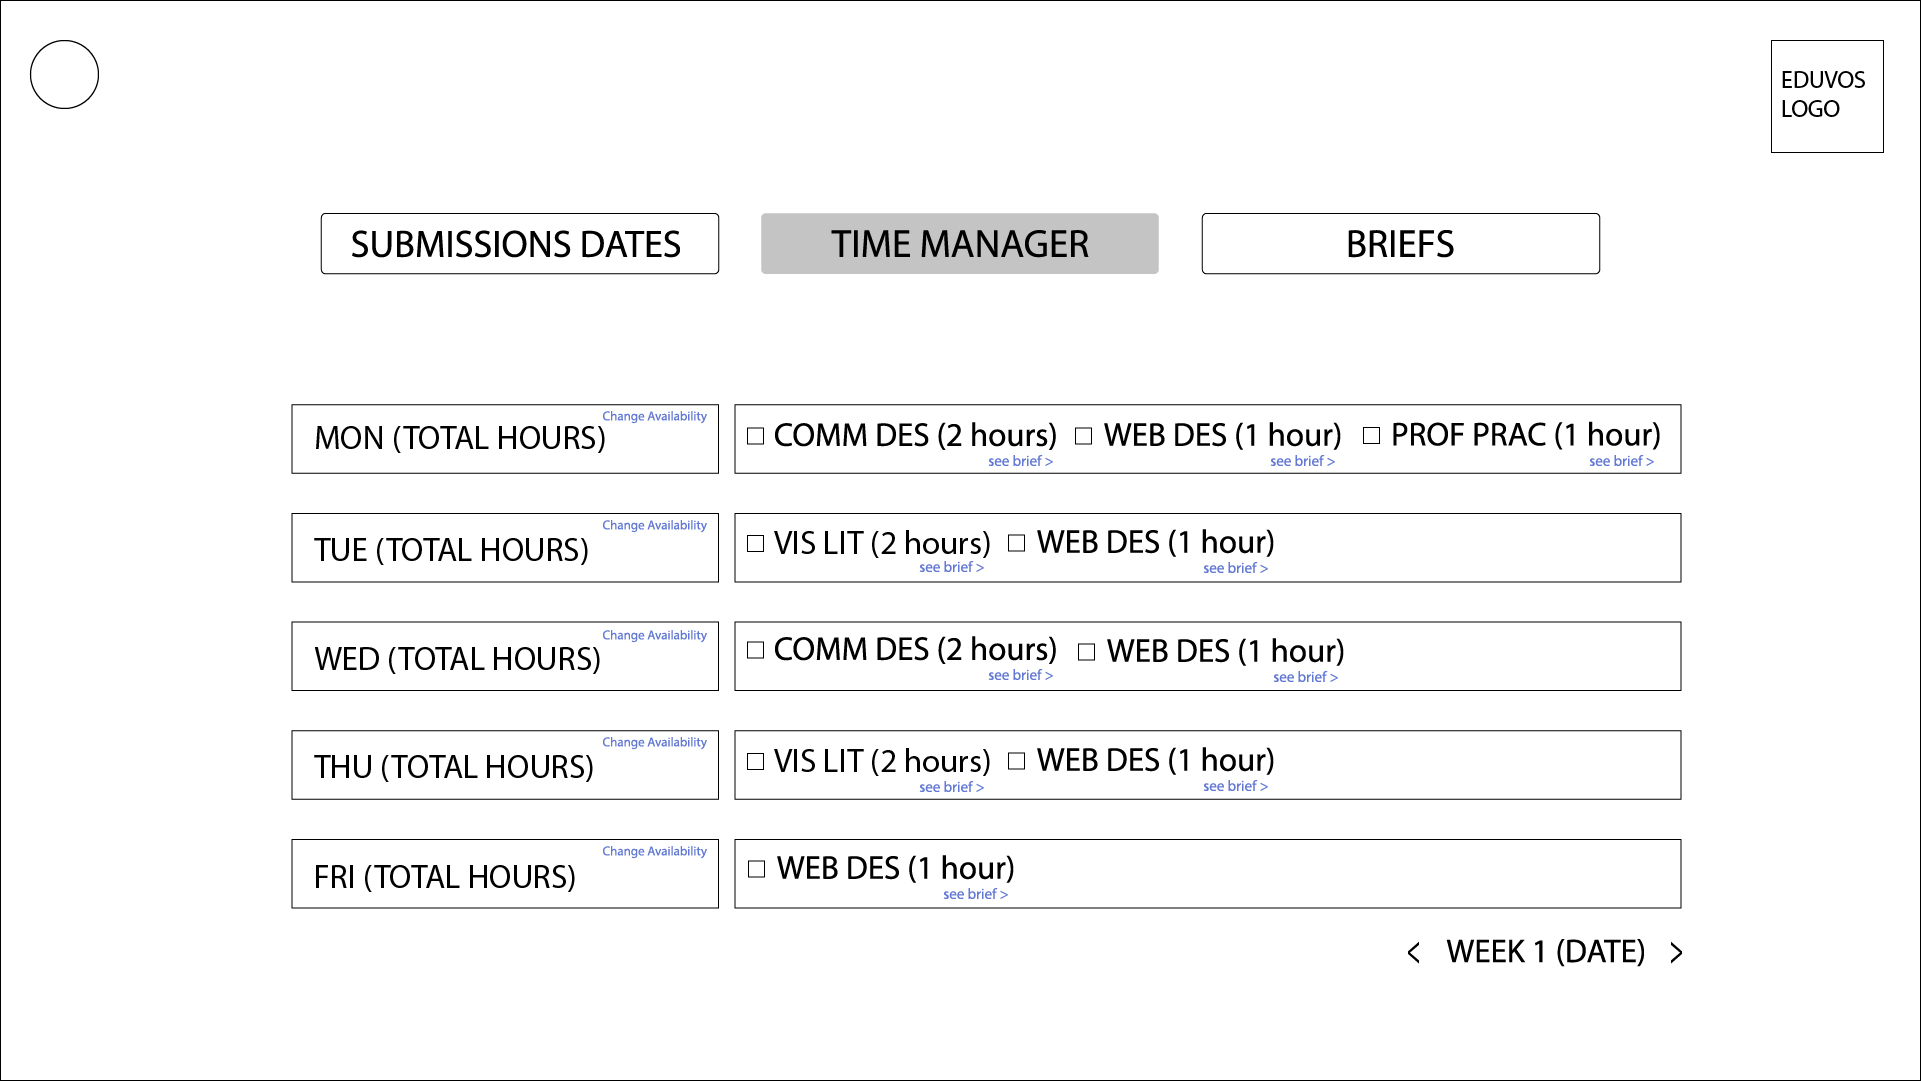 EDUVOS
LOGO
SUBMISSIONS DATES TIME MANAGER BRIEFS
Change Availability
MON (TOTAL HOURS) COMM DES (2 hours) WEB DES (1 hour) PROF PRAC (1 hour)
see brief > see brief > see brief >
Change Availability
TUE (TOTAL HOURS) VIS LIT (2 hours) WEB DES (1 hour)
see brief > see brief >
Change Availability
WED (TOTAL HOURS) COMM DES (2 hours) WEB DES (1 hour)
see brief > see brief >
Change Availability
THU (TOTAL HOURS) VIS LIT (2 hours) WEB DES (1 hour)
see brief > see brief >
Change Availability
FRI (TOTAL HOURS) WEB DES (1 hour)
see brief >
< WEEK 1 (DATE) >